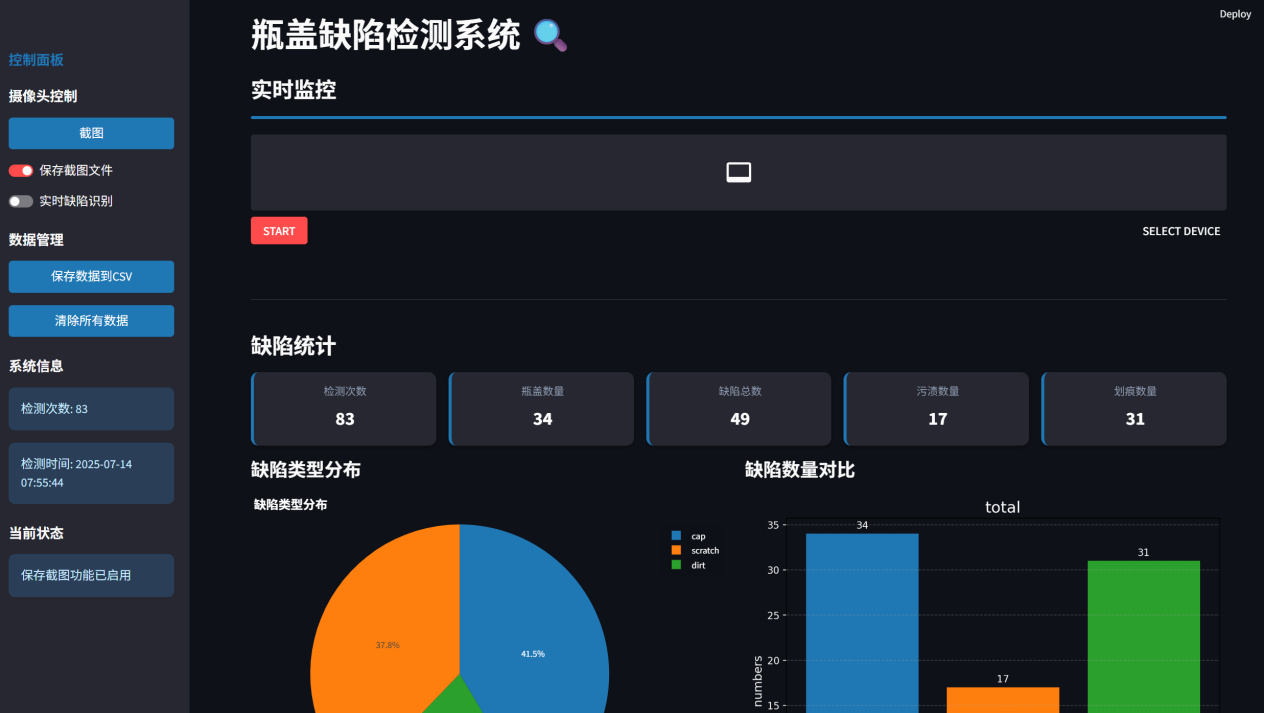 Deploy
控制面板
摄像头控制
截图
保存截图文件
实时缺陷识别
数据管理
保存数据到CSV
清除所有数据
系统信息
检测次数: 83
检测时间: 2025-07-14
07:55:44
当前状态
保存截图功能已启用
瓶盖缺陷检测系统
实时监控
START
SELECT DEVICE
缺陷统计
检测次数
83
瓶盖数量
34
缺陷总数
49
污渍数量
17
划痕数量
31
缺陷类型分布
缺陷类型分布
37.8%
41.5%
cap
scratch
dirt
缺陷数量对比
total
35
30
25
20
15
numbers
34
17
31